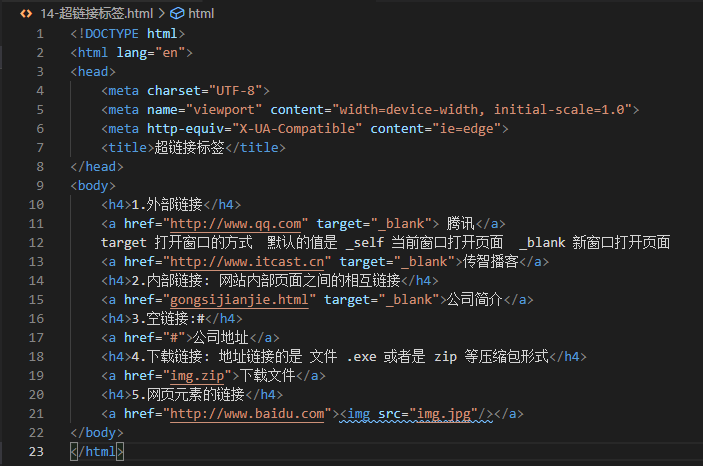 14-超链接标签.html > html
1 <!DOCTYPE html>
2 <html lang="en">
3 <head>
4 <meta charset="UTF-8">
5 <meta name="viewport" content="width=device-width, initial-scale=1.0">
6 <meta http-equiv="X-UA-Compatible" content="ie=edge">
7 <title>超链接标签</title>
8 </head>
9 <body>
10 <h4>1.外部链接</h4>
11 <a href="http://www.qq.com" target="_blank"> 腾讯</a>
12 target 打开窗口的方式  默认的值是 _self 当前窗口打开页面  _blank 新窗口打开页面
13 <a href="http://www.itcast.cn" target="_blank">传智播客</a>
14 <h4>2.内部链接: 网站内部页面之间的相互链接</h4>
15 <a href="gongsijianjie.html" target="_blank">公司简介</a>
16 <h4>3.空链接:#</h4>
17 <a href="#">公司地址</a>
18 <h4>4.下载链接: 地址链接的是 文件 .exe 或者是 zip 等压缩包形式</h4>
19 <a href="img.zip">下载文件</a>
20 <h4>5.网页元素的链接</h4>
21 <a href="http://www.baidu.com"><img src="img.jpg"/></a>
22 </body>
23 </html>